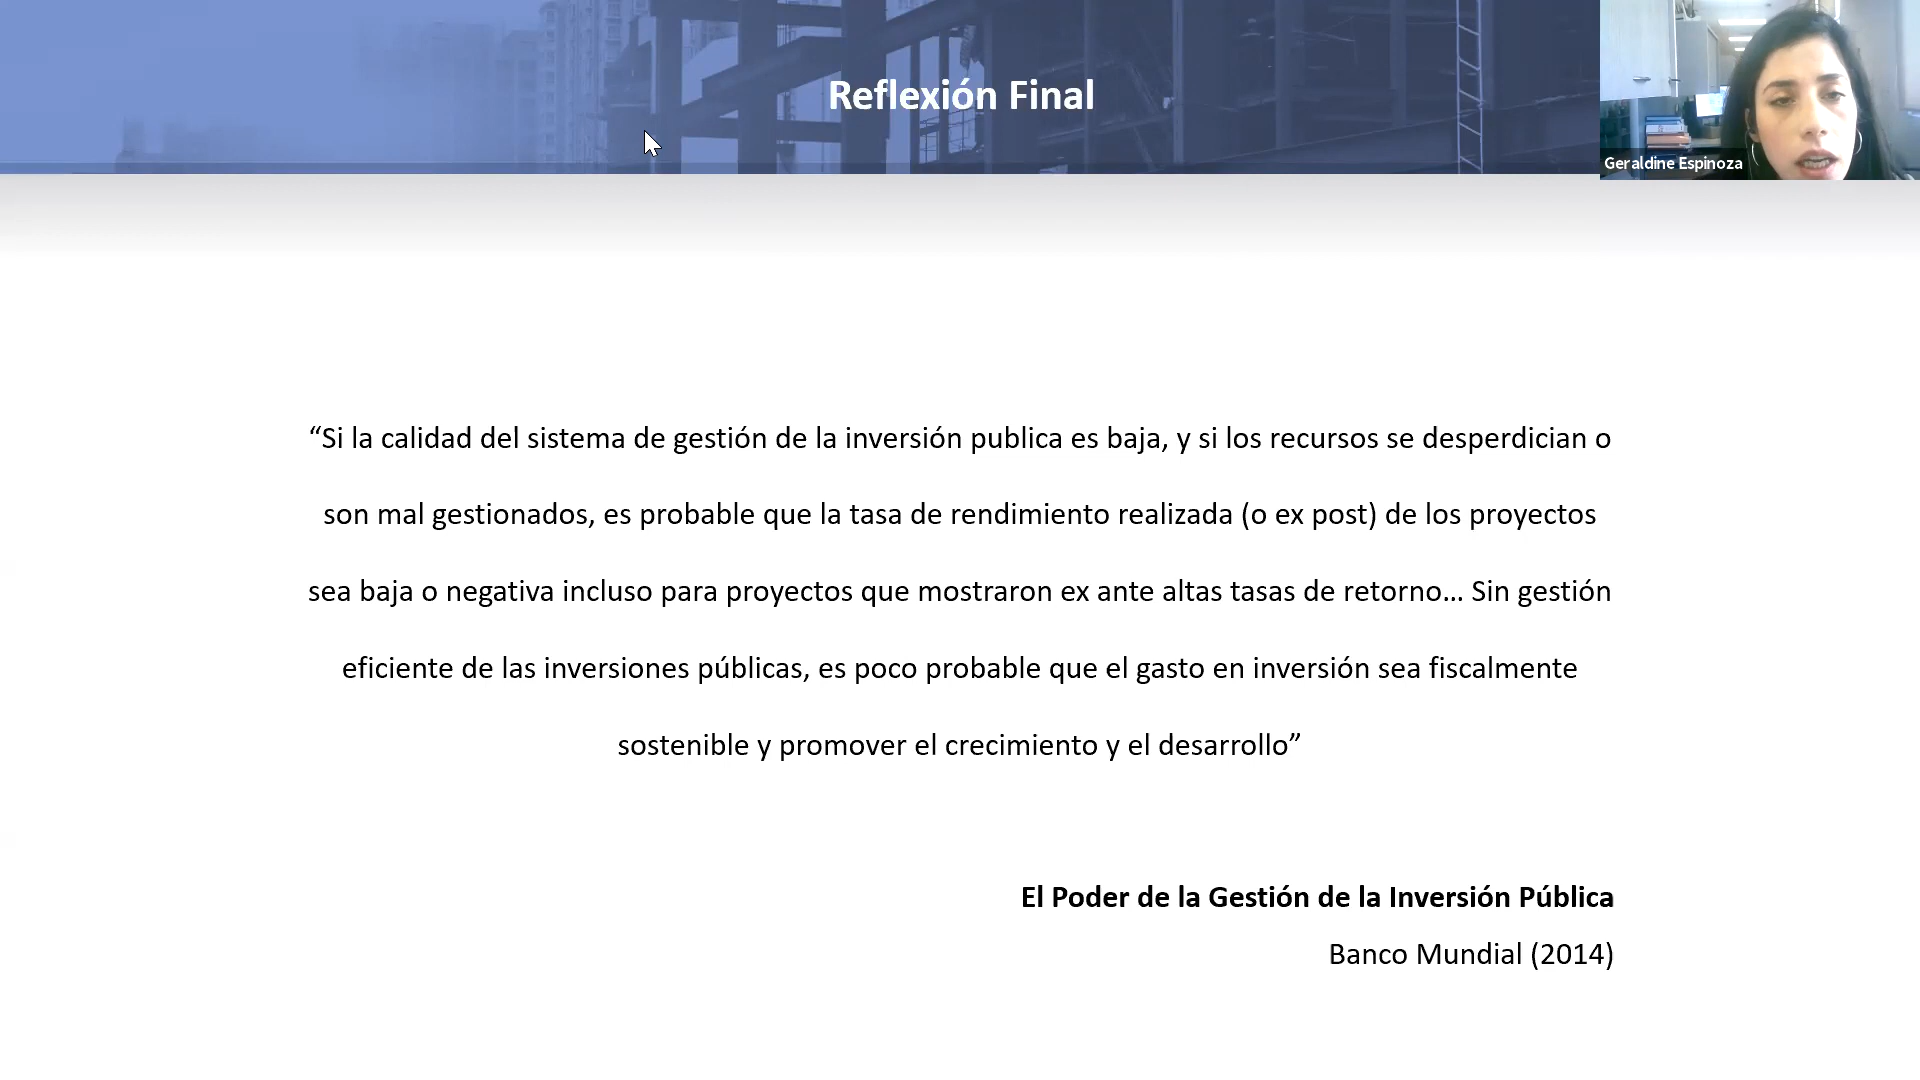 Reflexión Final
Geraldine Espinoza
“Si la calidad del sistema de gestión de la inversión publica es baja, y si los recursos se desperdician o
son mal gestionados, es probable que la tasa de rendimiento realizada (o ex post) de los proyectos
sea baja o negativa incluso para proyectos que mostraron ex ante altas tasas de retorno... Sin gestión
eficiente de las inversiones públicas, es poco probable que el gasto en inversión sea fiscalmente
sostenible y promover el crecimiento y el desarrollo”
El Poder de la Gestión de la Inversión Pública
Banco Mundial (2014)